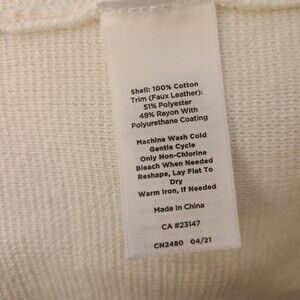 Shell: 100% Cotton
Trim (Faux Leather):
51% Polyester
49% Rayon With
Polyurethane Coating
Machine Wash Cold
Gentle Cycle
Only Non-Chlorine
Bleach When Needed
Reshape, Lay Flat To
Dry
Warm Iron, If Needed
Made in China
CA #23147
CN2480 04/21